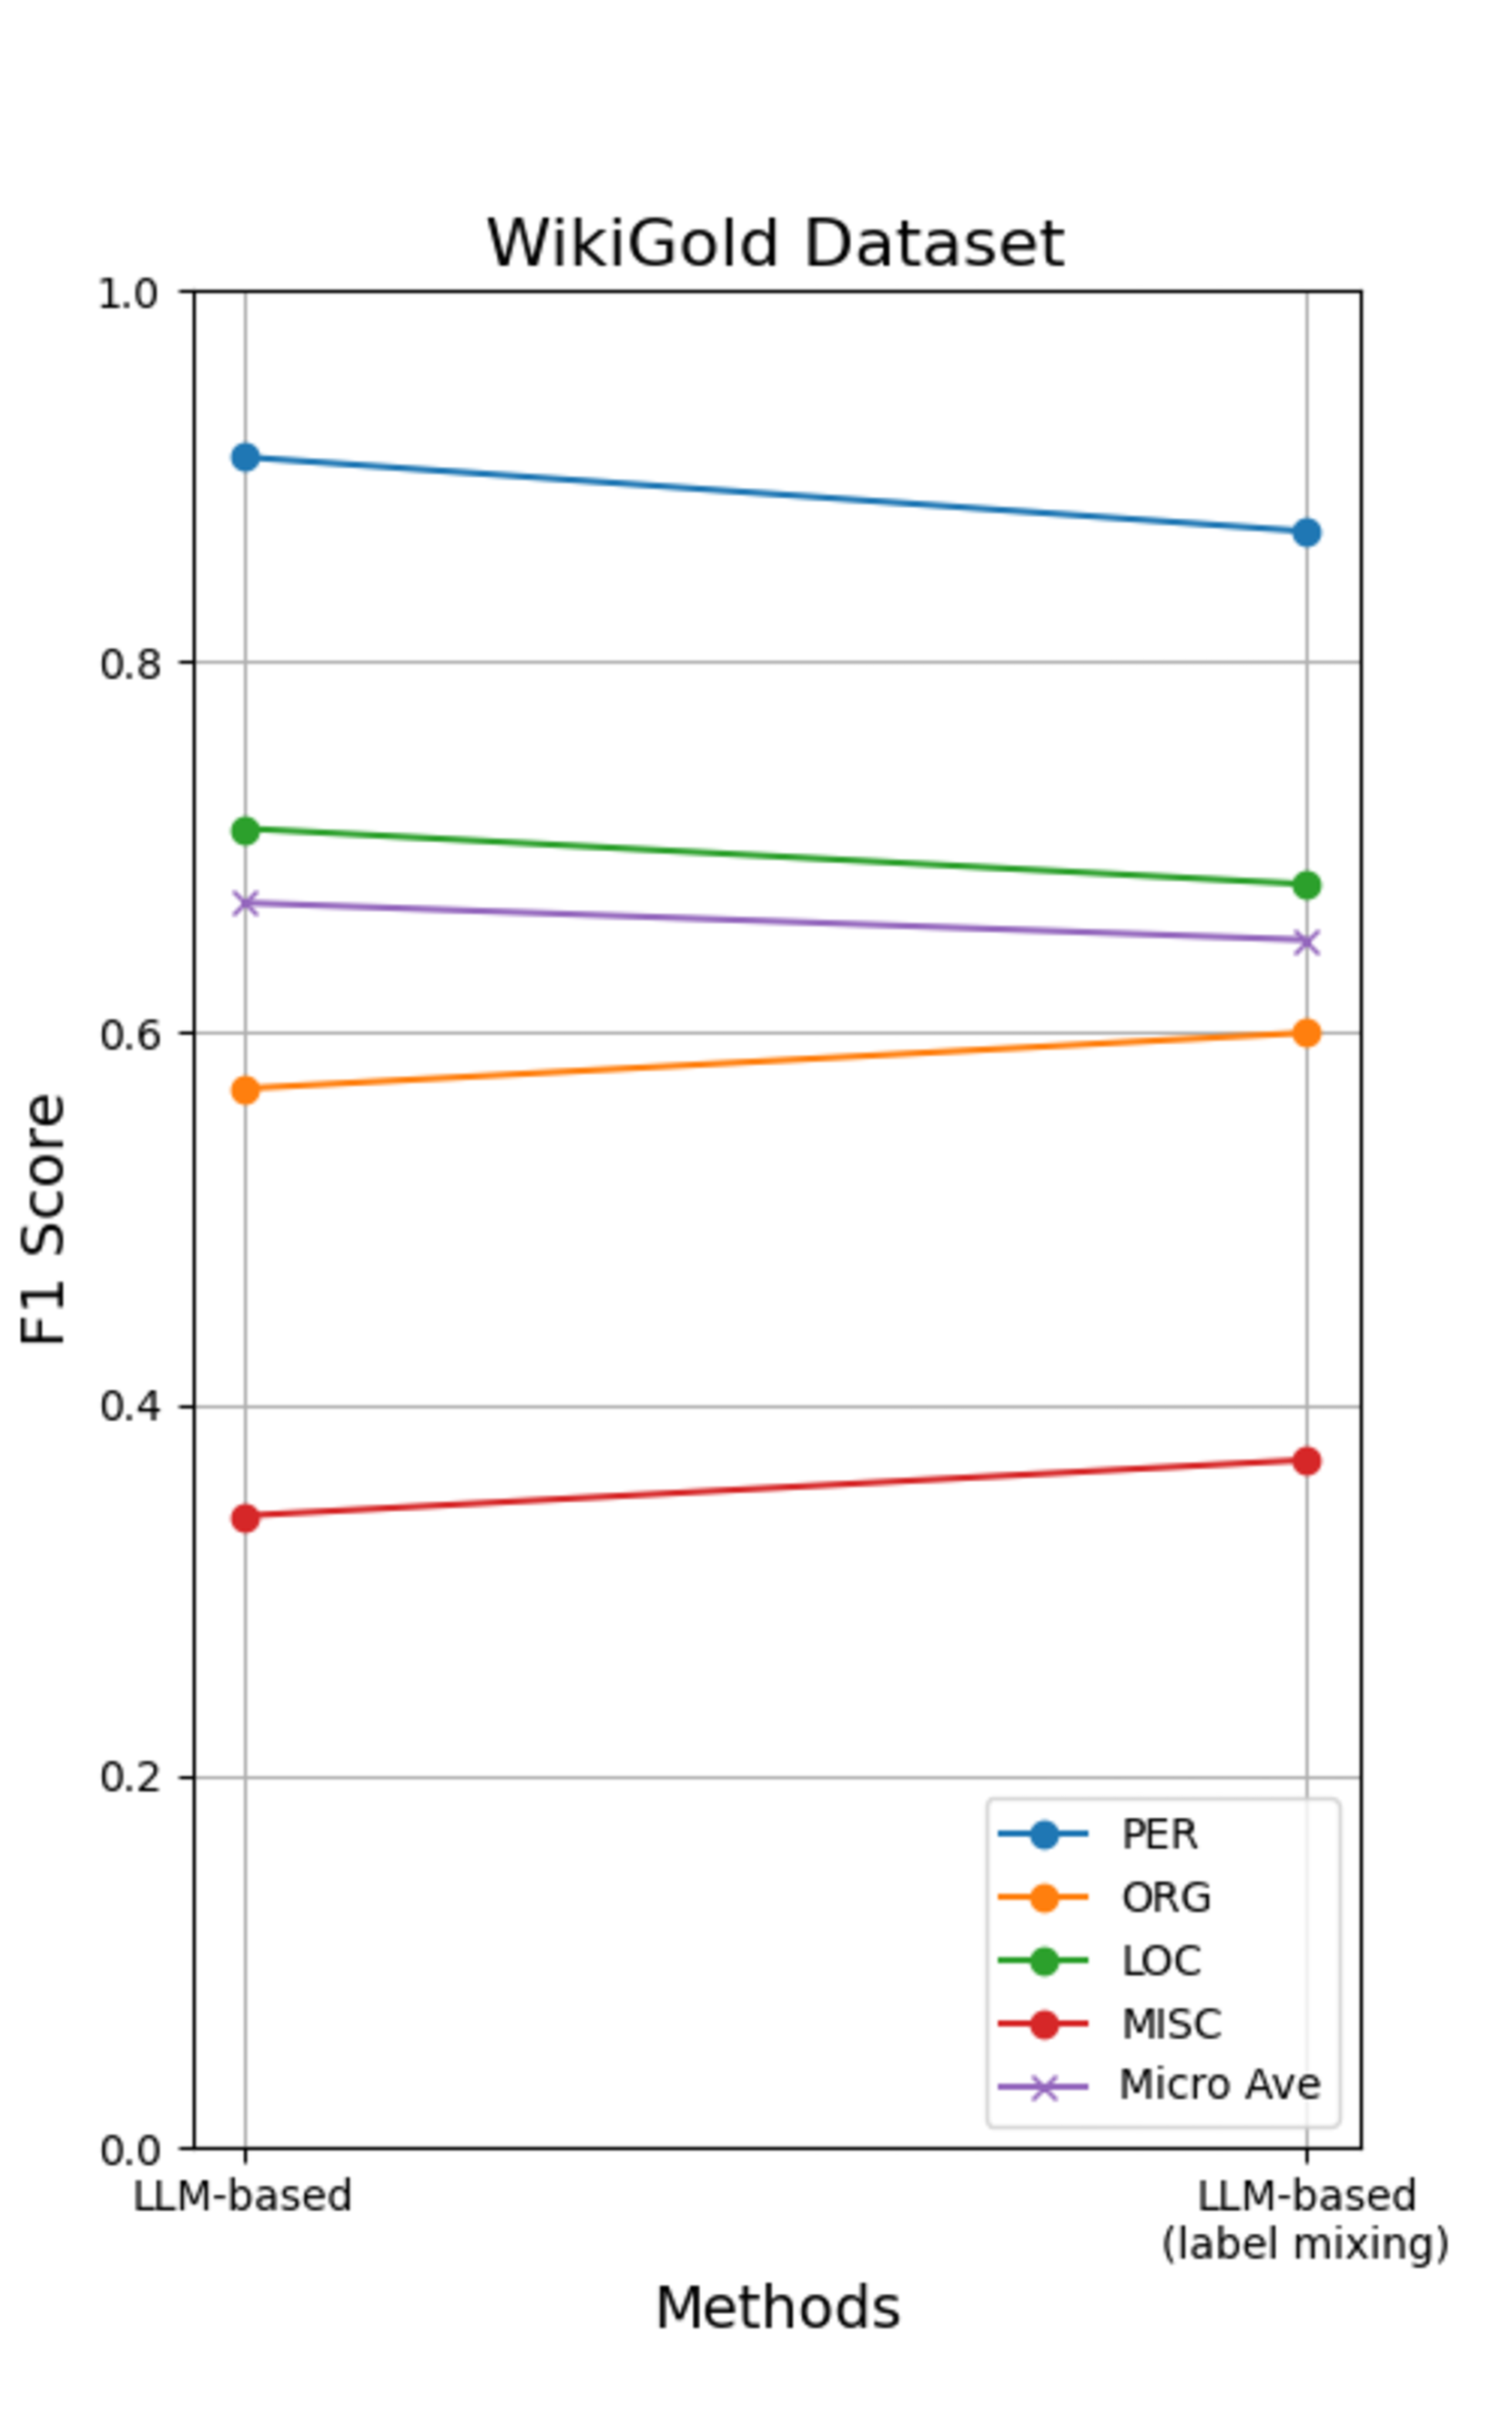 WikiGold Dataset
1.0
0.8
0.6
0.4
0.2
0.0
F1 Score
PER
ORG
LOC
MISC
Micro Ave
LLM-based
LLM-based
(label mixing)
Methods